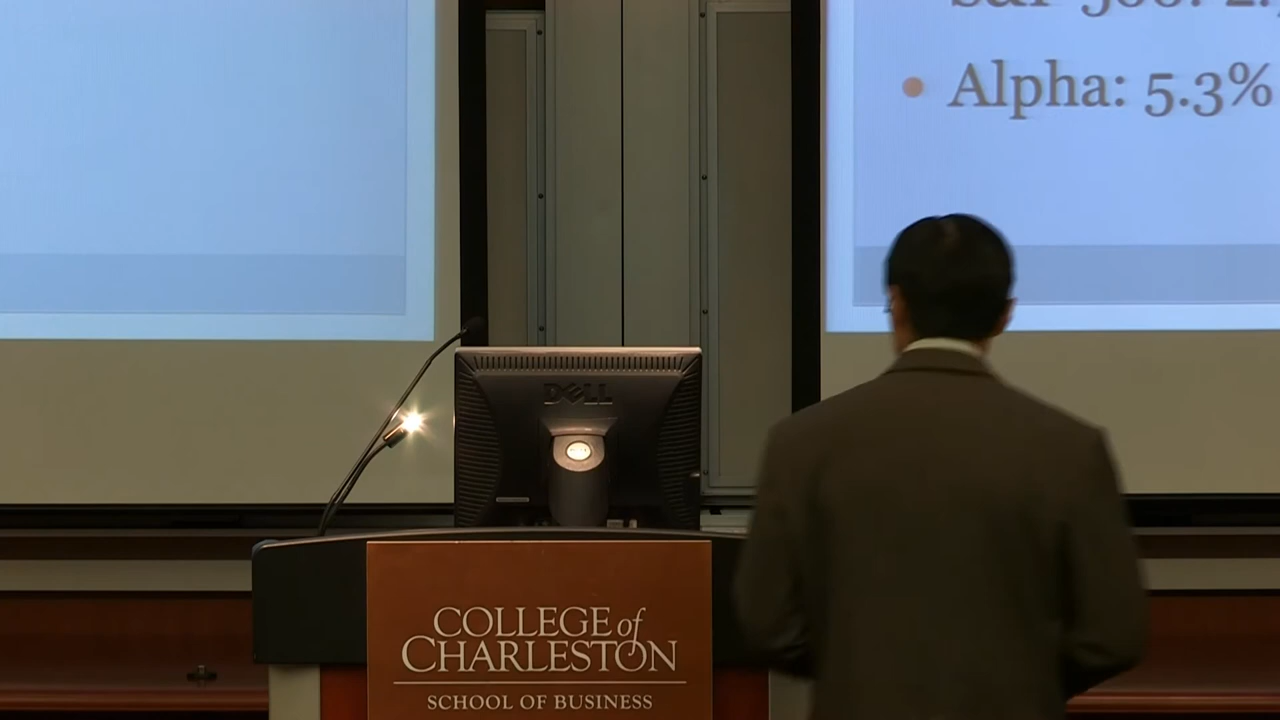 Alpha: 5.3%
DELL
COLLEGE of
CHARLESTON
SCHOOL OF BUSINESS